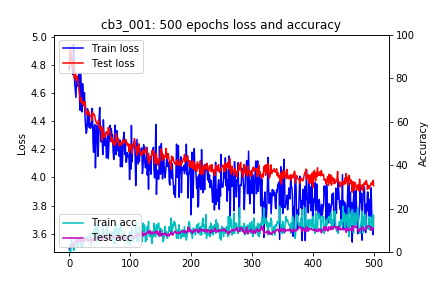 cb3_001: 500 epochs loss and accuracy
5.0
4.8
4.6
4.4
4.2
4.0
3.8
3.6
Loss
Train loss
Test loss
Train acc
Test acc
100
80
60
40
20
0
Accuracy
0 100 200 300 400 500